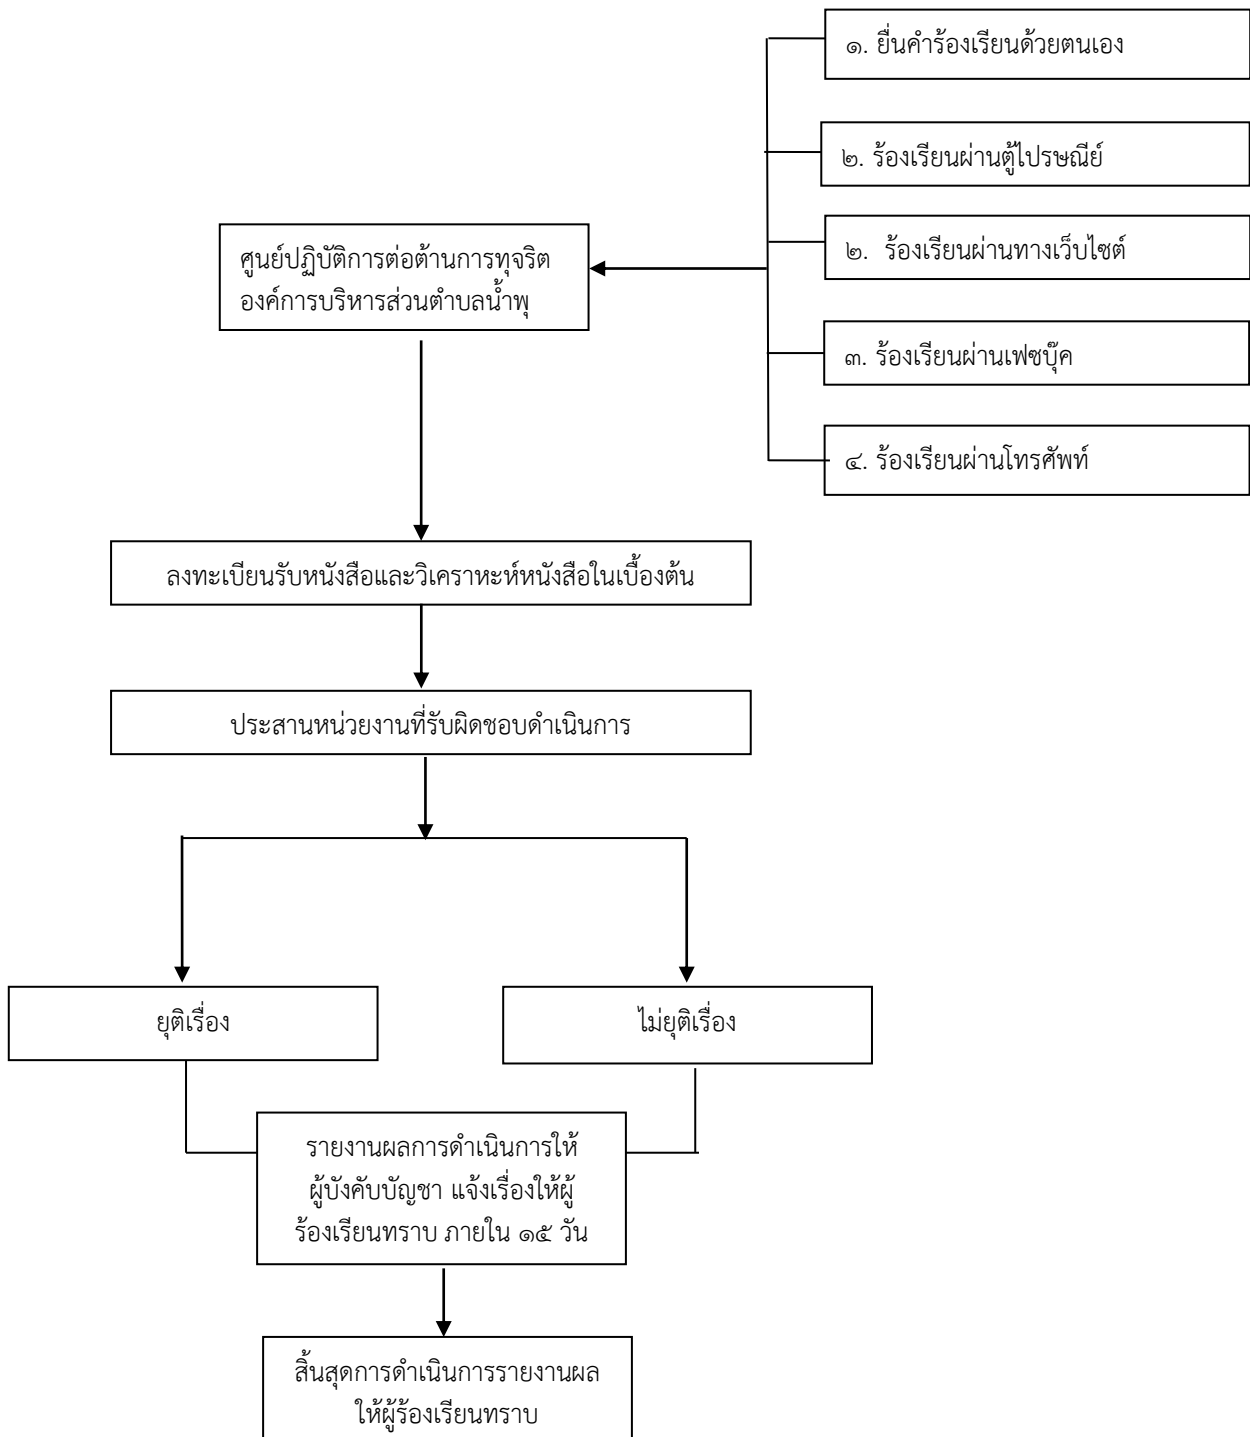 ๑. ยื่นคำร้องเรียนด้วยตนเอง
๒. ร้องเรียนผ่านตู้ไปรษณีย์
๒. ร้องเรียนผ่านทางเว็บไซต์
๓. ร้องเรียนผ่านเฟซบุ๊ค
๔. ร้องเรียนผ่านโทรศัพท์
ศูนย์ปฏิบัติการต่อต้านการทุจริต
องค์การบริหารส่วนตำบลน้ำพุ
ลงทะเบียนรับหนังสือและวิเคราะห์หนังสือในเบื้องต้น
ประสานหน่วยงานที่รับผิดชอบดำเนินการ
ยุติเรื่อง
ไม่ยุติเรื่อง
รายงานผลการดำเนินการให้
ผู้บังคับบัญชา แจ้งเรื่องให้ผู้
ร้องเรียนทราบ ภายใน ๑๕ วัน
สิ้นสุดการดำเนินการรายงานผล
ให้ผู้ร้องเรียนทราบ